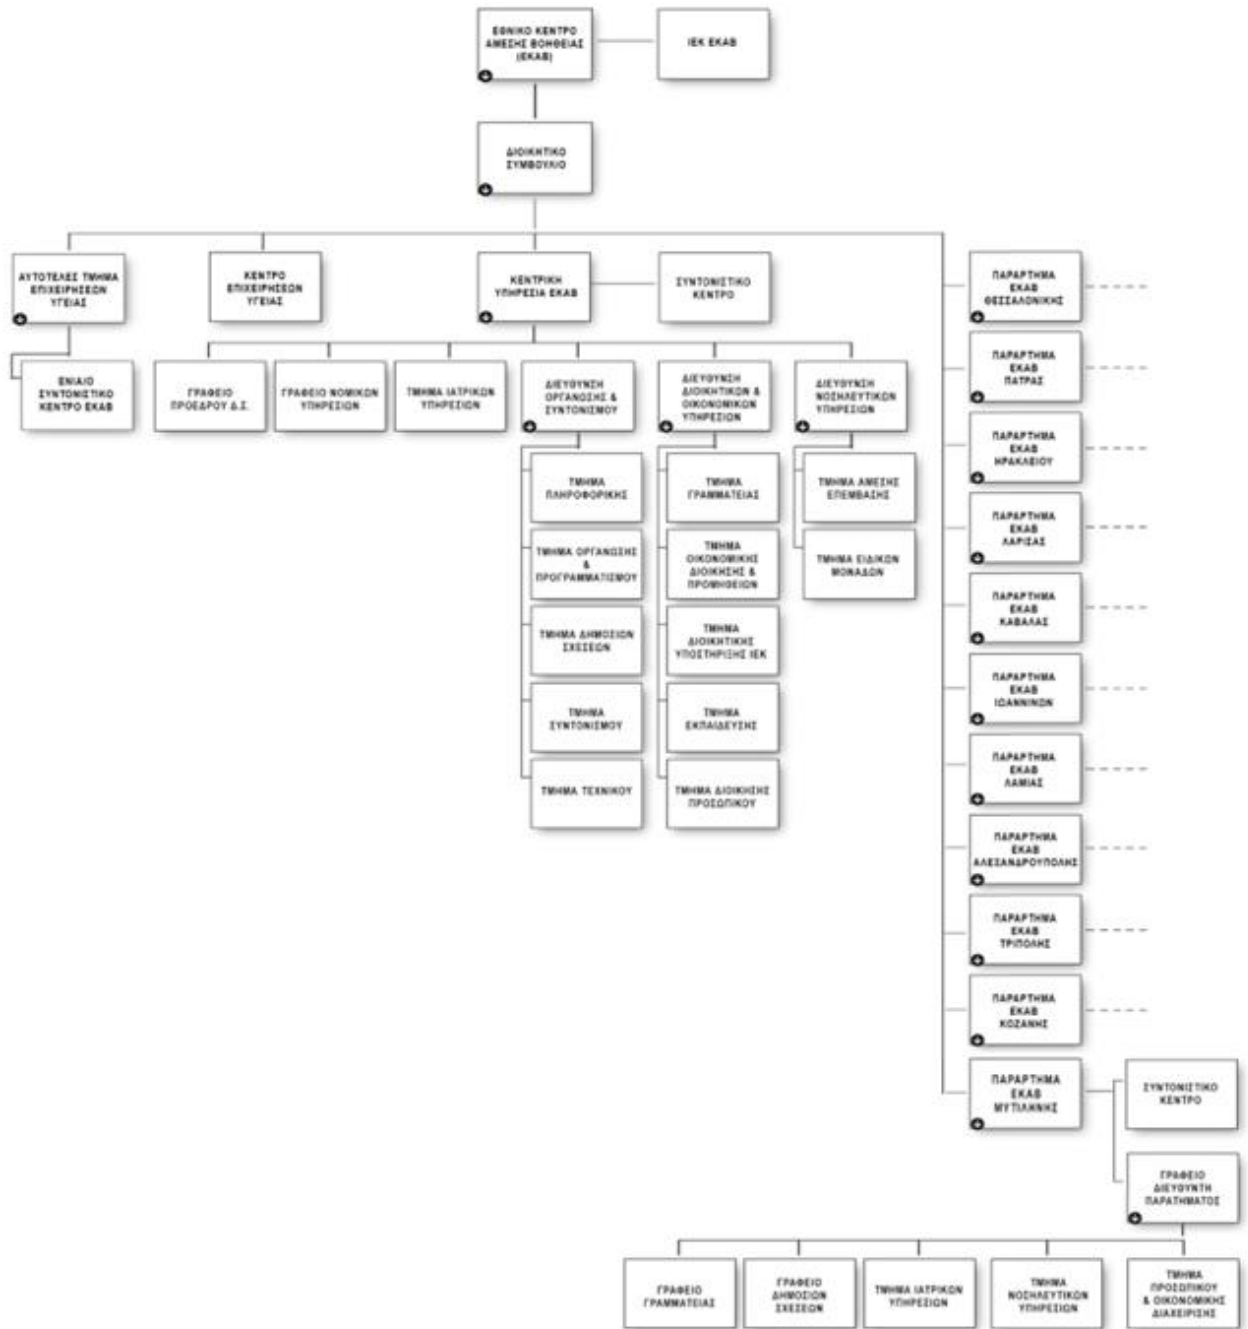 ΕΘΝΙΚΟ ΚΕΝΤΡΟ
ΑΜΕΣΗΣ ΒΟΗΘΕΙΑΣ
(ΕΚΑΒ)
ΙΕΚ ΕΚΑΒ
ΔΙΟΙΚΗΤΙΚΟ
ΣΥΜΒΟΥΛΙΟ
ΑΥΤΟΤΕΛΕΣ ΤΜΗΜΑ
ΕΠΙΧΕΙΡΗΣΕΩΝ
ΥΓΕΙΑΣ
ΚΕΝΤΡΟ
ΕΠΙΧΕΙΡΗΣΕΩΝ
ΥΓΕΙΑΣ
ΚΕΝΤΡΙΚΗ
ΥΠΗΡΕΣΙΑ ΕΚΑΒ
ΣΥΝΤΟΝΙΣΤΙΚΟ
ΚΕΝΤΡΟ
ΕΝΙΑΙΟ
ΣΥΝΤΟΝΙΣΤΙΚΟ
ΚΕΝΤΡΟ ΕΚΑΒ
ΓΡΑΦΕΙΟ
ΠΡΟΕΔΡΟΥ Δ.Σ.
ΓΡΑΦΕΙΟ ΝΟΜΙΚΩΝ
ΥΠΗΡΕΣΙΩΝ
ΤΜΗΜΑ ΙΑΤΡΙΚΩΝ
ΥΠΗΡΕΣΙΩΝ
ΔΙΕΥΘΥΝΣΗ
ΟΡΓΑΝΩΣΗΣ &
ΣΥΝΤΟΝΙΣΜΟΥ
ΔΙΕΥΘΥΝΣΗ
ΔΙΟΙΚΗΤΙΚΩΝ &
ΟΙΚΟΝΟΜΙΚΩΝ
ΥΠΗΡΕΣΙΩΝ
ΔΙΕΥΘΥΝΣΗ
ΝΟΣΗΛΕΥΤΙΚΩΝ
ΥΠΗΡΕΣΙΩΝ
ΤΜΗΜΑ
ΠΛΗΡΟΦΟΡΙΚΗΣ
ΤΜΗΜΑ ΟΡΓΑΝΩΣΗΣ
&
ΠΡΟΓΡΑΜΜΑΤΙΣΜΟΥ
ΤΜΗΜΑ ΔΗΜΟΣΙΩΝ
ΣΧΕΣΕΩΝ
ΤΜΗΜΑ
ΣΥΝΤΟΝΙΣΜΟΥ
ΤΜΗΜΑ ΤΕΧΝΙΚΟΥ
ΤΜΗΜΑ
ΓΡΑΜΜΑΤΕΙΑΣ
ΤΜΗΜΑ
ΟΙΚΟΝΟΜΙΚΗΣ
ΔΙΟΙΚΗΣΗΣ &
ΠΡΟΜΗΘΕΙΩΝ
ΤΜΗΜΑ
ΔΙΟΙΚΗΤΙΚΗΣ
ΥΠΟΣΤΗΡΙΞΗΣ ΙΕΚ
ΤΜΗΜΑ
ΕΚΠΑΙΔΕΥΣΗΣ
ΤΜΗΜΑ ΔΙΟΙΚΗΣΗΣ
ΠΡΟΣΩΠΙΚΟΥ
ΤΜΗΜΑ ΑΜΕΣΗΣ
ΕΠΕΜΒΑΣΗΣ
ΤΜΗΜΑ ΕΙΔΙΚΩΝ
ΜΟΝΑΔΩΝ
ΠΑΡΑΡΤΗΜΑ
ΕΚΑΒ
ΘΕΣΣΑΛΟΝΙΚΗΣ
ΠΑΡΑΡΤΗΜΑ
ΕΚΑΒ
ΠΑΤΡΑΣ
ΠΑΡΑΡΤΗΜΑ
ΕΚΑΒ
ΗΡΑΚΛΕΙΟΥ
ΠΑΡΑΡΤΗΜΑ
ΕΚΑΒ
ΛΑΡΙΣΑΣ
ΠΑΡΑΡΤΗΜΑ
ΕΚΑΒ
ΚΑΒΑΛΑΣ
ΠΑΡΑΡΤΗΜΑ
ΕΚΑΒ
ΙΩΑΝΝΙΝΩΝ
ΠΑΡΑΡΤΗΜΑ
ΕΚΑΒ
ΛΑΜΙΑΣ
ΠΑΡΑΡΤΗΜΑ
ΕΚΑΒ
ΑΛΕΞΑΝΔΡΟΥΠΟΛΗΣ
ΠΑΡΑΡΤΗΜΑ
ΕΚΑΒ
ΤΡΙΠΟΛΗΣ
ΠΑΡΑΡΤΗΜΑ
ΕΚΑΒ
ΚΟΖΑΝΗΣ
ΠΑΡΑΡΤΗΜΑ
ΕΚΑΒ
ΜΥΤΙΛΗΝΗΣ
ΣΥΝΤΟΝΙΣΤΙΚΟ
ΚΕΝΤΡΟ
ΓΡΑΦΕΙΟ
ΔΙΕΥΘΥΝΤΗ
ΠΑΡΑΤΗΜΑΤΟΣ
ΓΡΑΦΕΙΟ
ΓΡΑΜΜΑΤΕΙΑΣ
ΓΡΑΦΕΙΟ
ΔΗΜΟΣΙΩΝ
ΣΧΕΣΕΩΝ
ΤΜΗΜΑ ΙΑΤΡΙΚΩΝ
ΥΠΗΡΕΣΙΩΝ
ΤΜΗΜΑ
ΝΟΣΗΛΕΥΤΙΚΩΝ
ΥΠΗΡΕΣΙΩΝ
ΤΜΗΜΑ
ΠΡΟΣΩΠΙΚΟΥ
& ΟΙΚΟΝΟΜΙΚΗΣ
ΔΙΑΧΕΙΡΙΣΗΣ